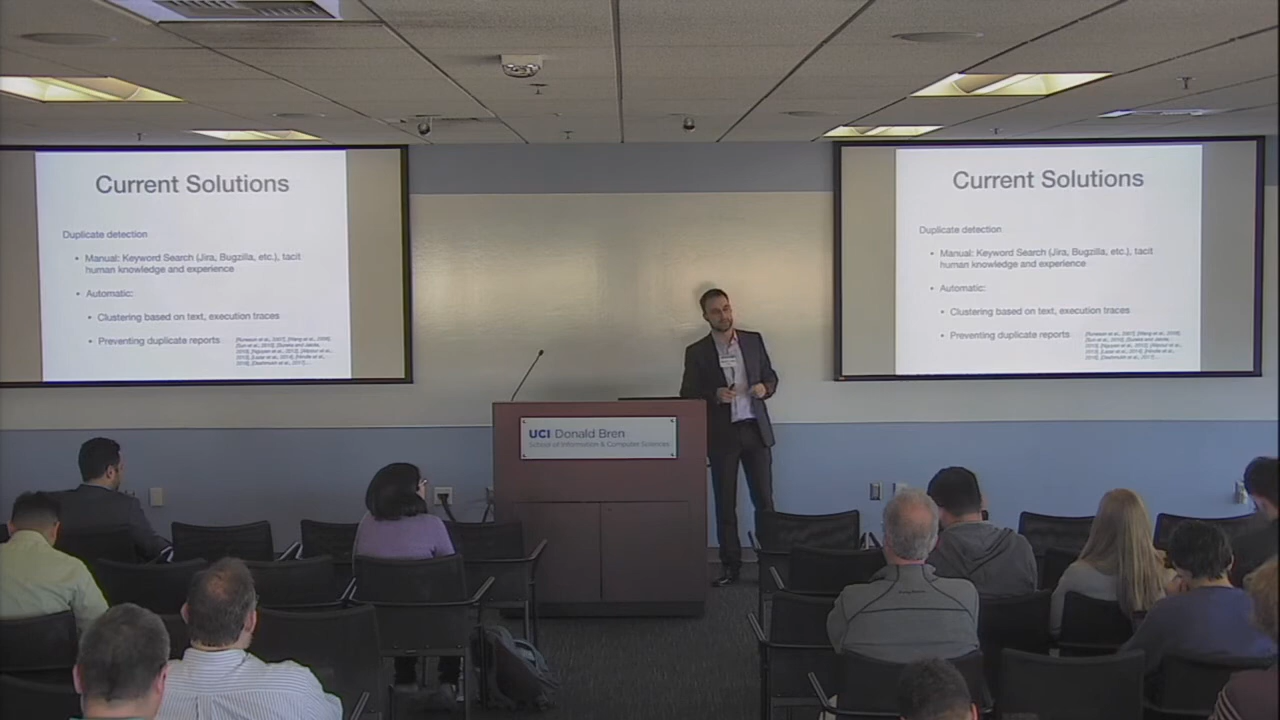 Current Solutions
Duplicate detection
• Manual: Keyword Search (Jira, Bugzilla, etc.), tacit
human knowledge and experience
• Automatic:
• Clustering based on text, execution traces
• Preventing duplicate reports
Current Solutions
Duplicate detection
• Manual: Keyword Search (Jira, Bugzilla, etc.), tacit
human knowledge and experience
• Automatic:
• Clustering based on text, execution traces
• Preventing duplicate reports
UCI Donald Bren
School of Information & Computer Sciences